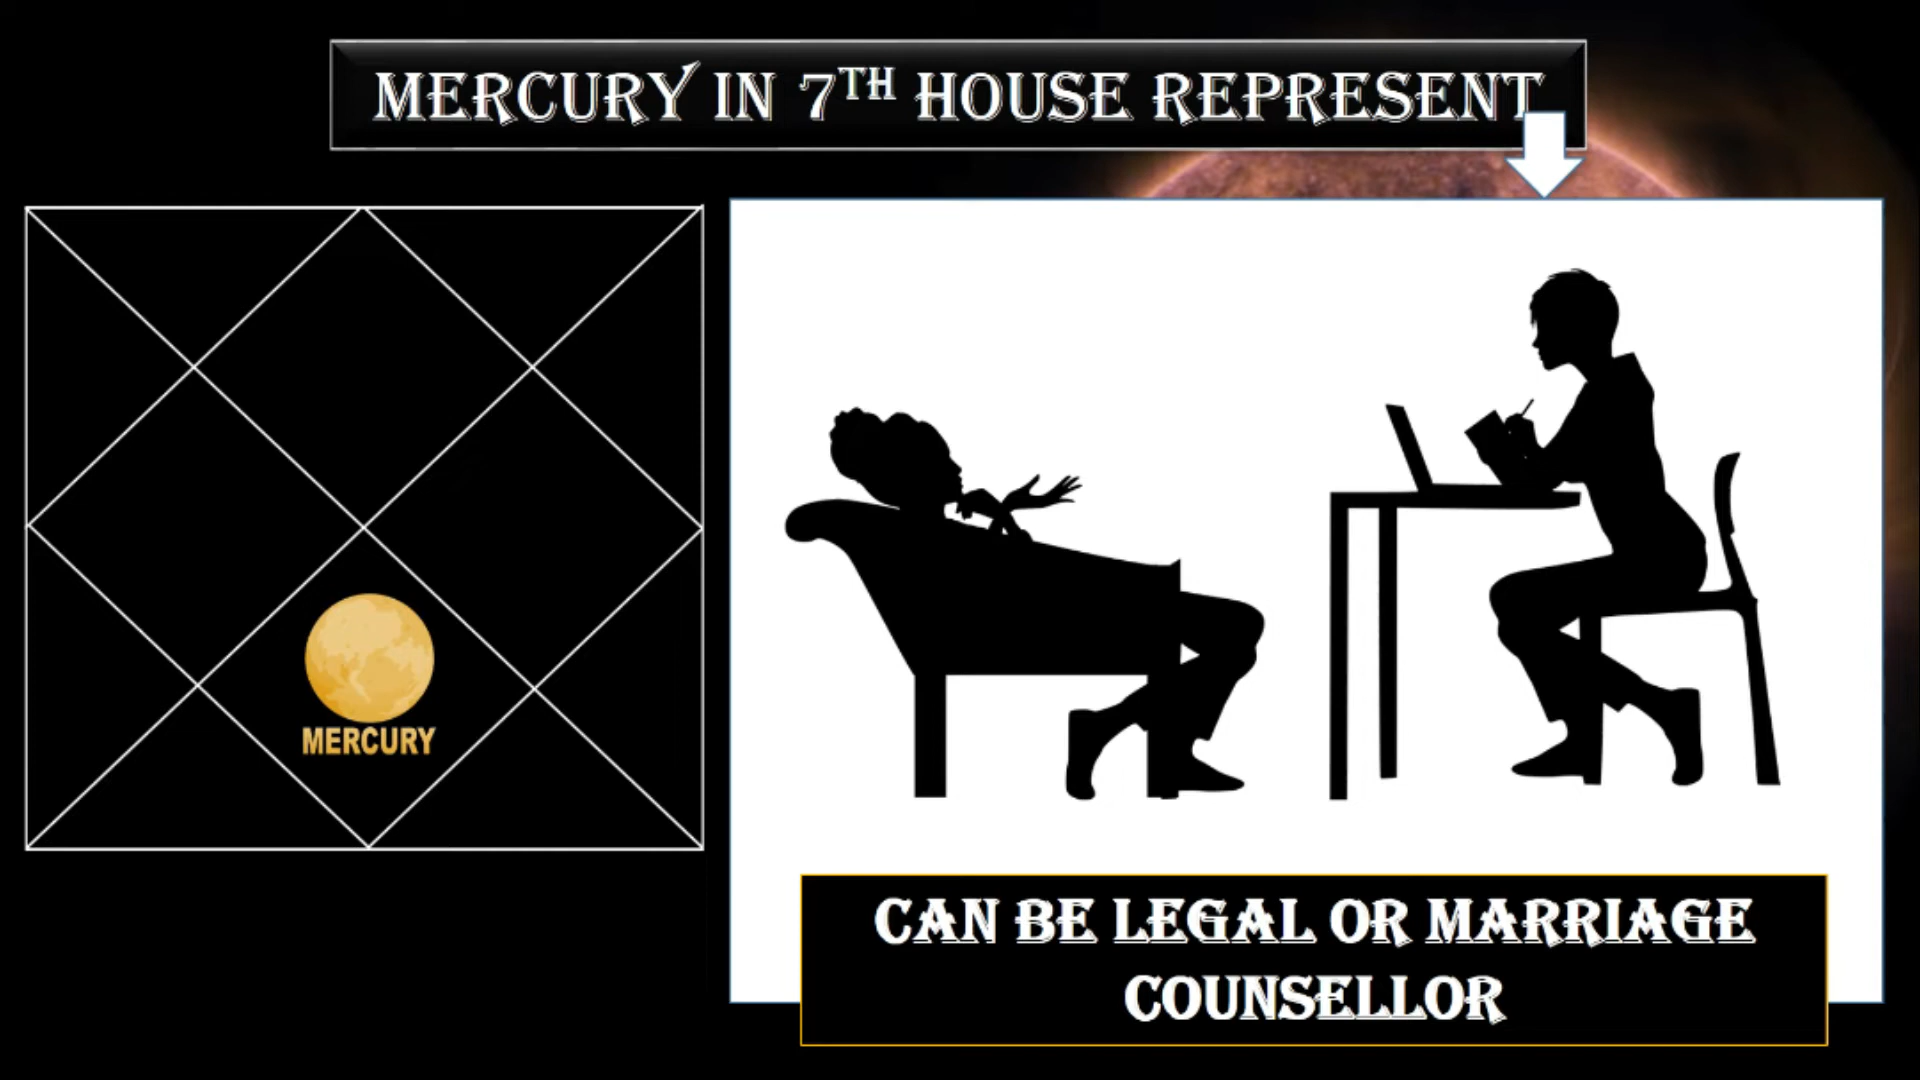 MERCURY IN 7TH HOUSE REPRESENT
MERCURY
CAN BE LEGAL OR MARRIAGE
COUNSELLOR